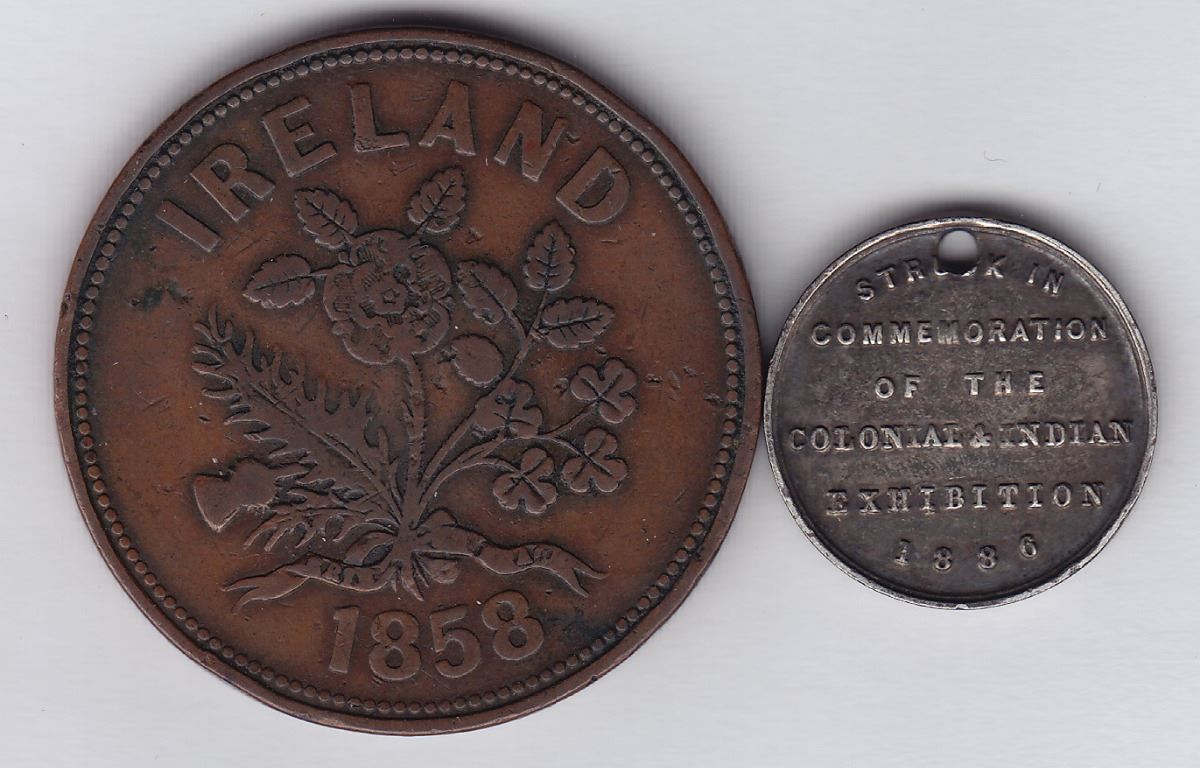 IRELAND
1858
STRUCK IN
COMMEMORATION
OF THE
COLONIAL & INDIAN
EXHIBITION
1886